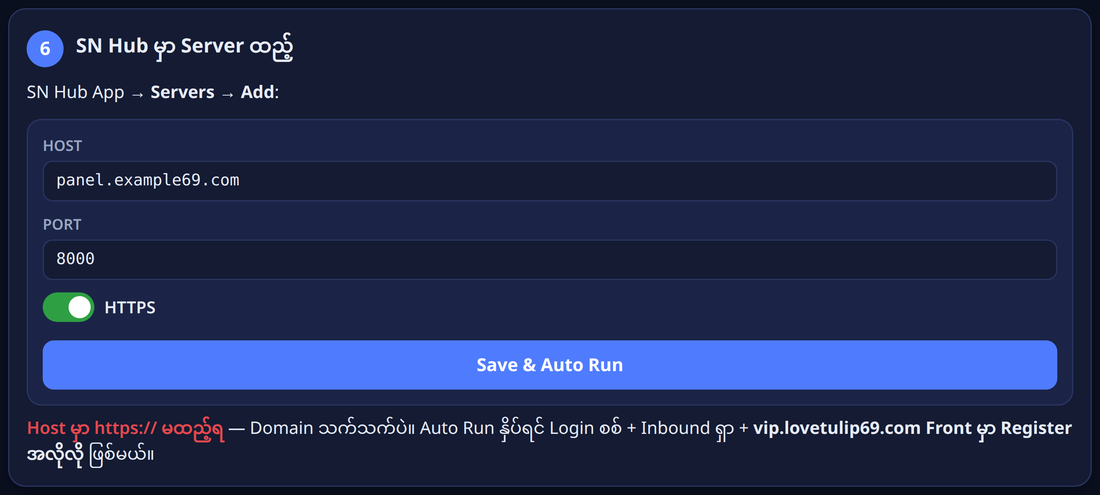 6 SN Hub မှာ Server ထည့်
SN Hub App → Servers → Add:
HOST
panel.example69.com
PORT
8000
HTTPS
Save & Auto Run
Host မှာ https:// မထည့်ရ — Domain သက်သက်ပဲ။ Auto Run နှိပ်ရင် Login စစ် + Inbound ရှာ + vip.lovetulip69.com Front မှာ Register
အလိုလို ဖြစ်မယ်။